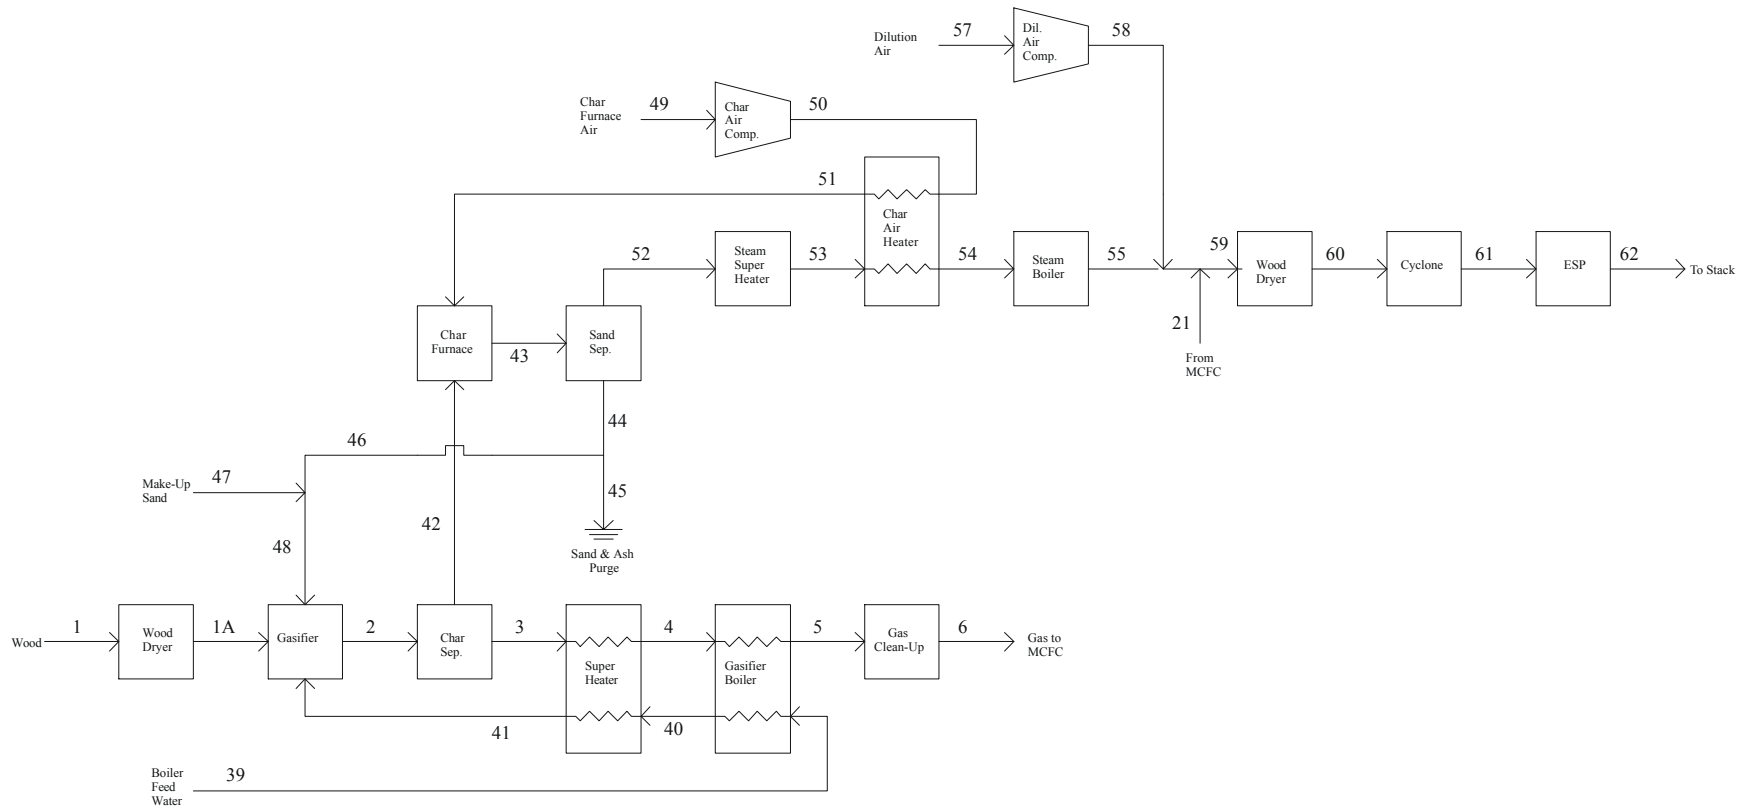 57
58
Dilution
Air
Dil.
Air
Comp.
Char
Furnace
Air
49
Char
Air
Comp.
50
51
Char
Air
Heater
52
Steam
Super
Heater
53
54
Steam
Boiler
55
59
Wood
Dryer
60
Cyclone
61
ESP
62
To Stack
21
From
MCFC
Char
Furnace
43
Sand
Sep.
44
46
Make-Up
Sand
47
45
42
48
Sand & Ash
Purge
Wood
1
Wood
Dryer
1A
Gasifier
2
Char
Sep.
3
Super
Heater
4
Gasifier
Boiler
5
Gas
Clean-Up
6
Gas to
MCFC
41
40
Boiler
Feed
Water
39